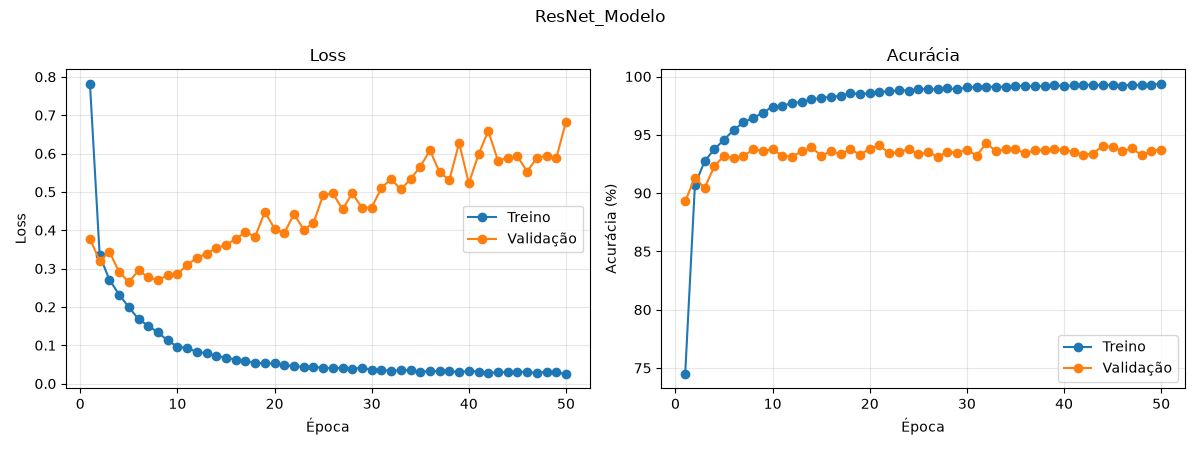 ResNet_Modelo
Loss
0.8
0.7
0.6
0.5
0.4
0.3
0.2
0.1
0.0
Loss
Treino
Validação
0 10 20 30 40 50
Época
Acurácia
100
95
90
85
80
75
Acurácia (%)
Treino
Validação
0 10 20 30 40 50
Época